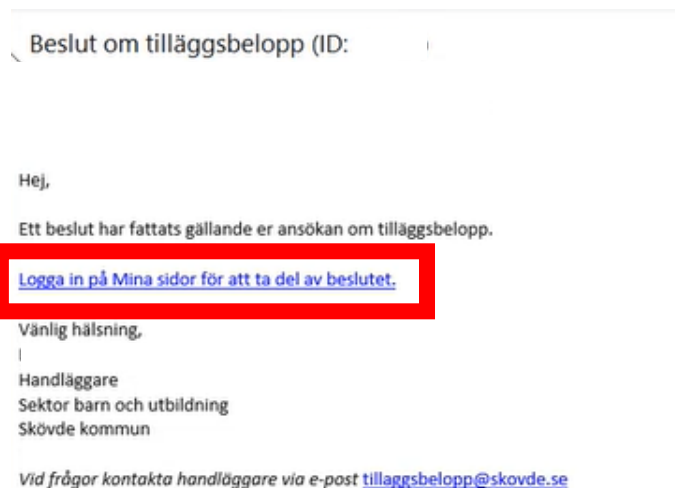 Beslut om tilläggsbelopp (ID:
Hej,
Ett beslut har fattats gällande er ansökan om tilläggsbelopp.
Logga in på Mina sidor för att ta del av beslutet.
Vänlig hälsning,
Handläggare
Sektor barn och utbildning
Skövde kommun
Vid frågor kontakta handläggare via e-post tillaggsbelopp@skovde.se